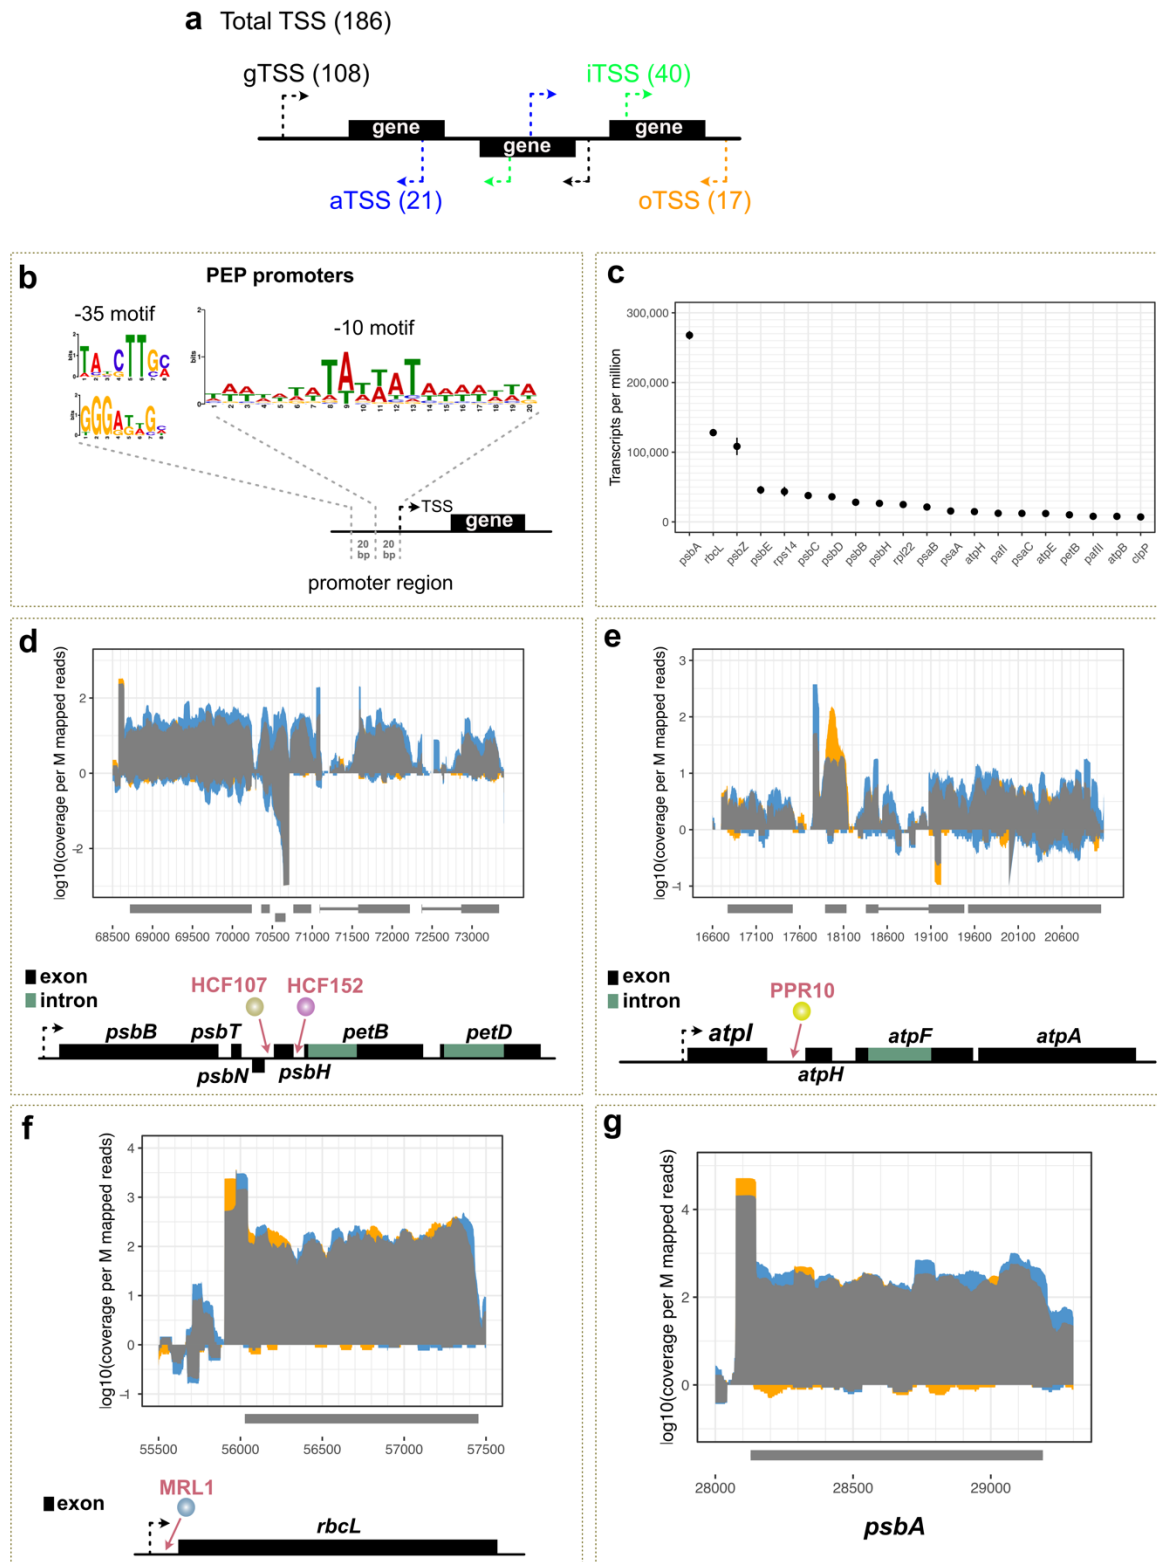 a Total TSS (186)
gTSS (108)
iTSS (40)
gene
gene
gene
aTSS (21)
oTSS (17)
b
PEP promoters
-35 motif
-10 motif
TSS
gene
20 bp
20 bp
promoter region
c
Transcripts per million
300,000
200,000
100,000
0
psbA
rbcL
psbZ
psbE
rps14
psbC
psbD
psbB
psbH
rpl22
psaB
psaA
atpH
pafI
psaC
atpE
petB
pafII
atpB
clpP
d
log10(coverage per M mapped reads)
2
0
−2
68500 69000 69500 70000 70500 71000 71500 72000 72500 73000
exon
intron
HCF107 HCF152
psbB psbT petB petD
psbN psbH
e
log10(coverage per M mapped reads)
3
2
1
0
−1
16600 17100 17600 18100 18600 19100 19600 20100 20600
exon
intron
PPR10
atpI atpF atpA
atpH
f
log10(coverage per M mapped reads)
4
3
2
1
0
−1
55500 56000 56500 57000 57500
MRL1
exon
rbcL
g
log10(coverage per M mapped reads)
4
2
0
28000 28500 29000
psbA